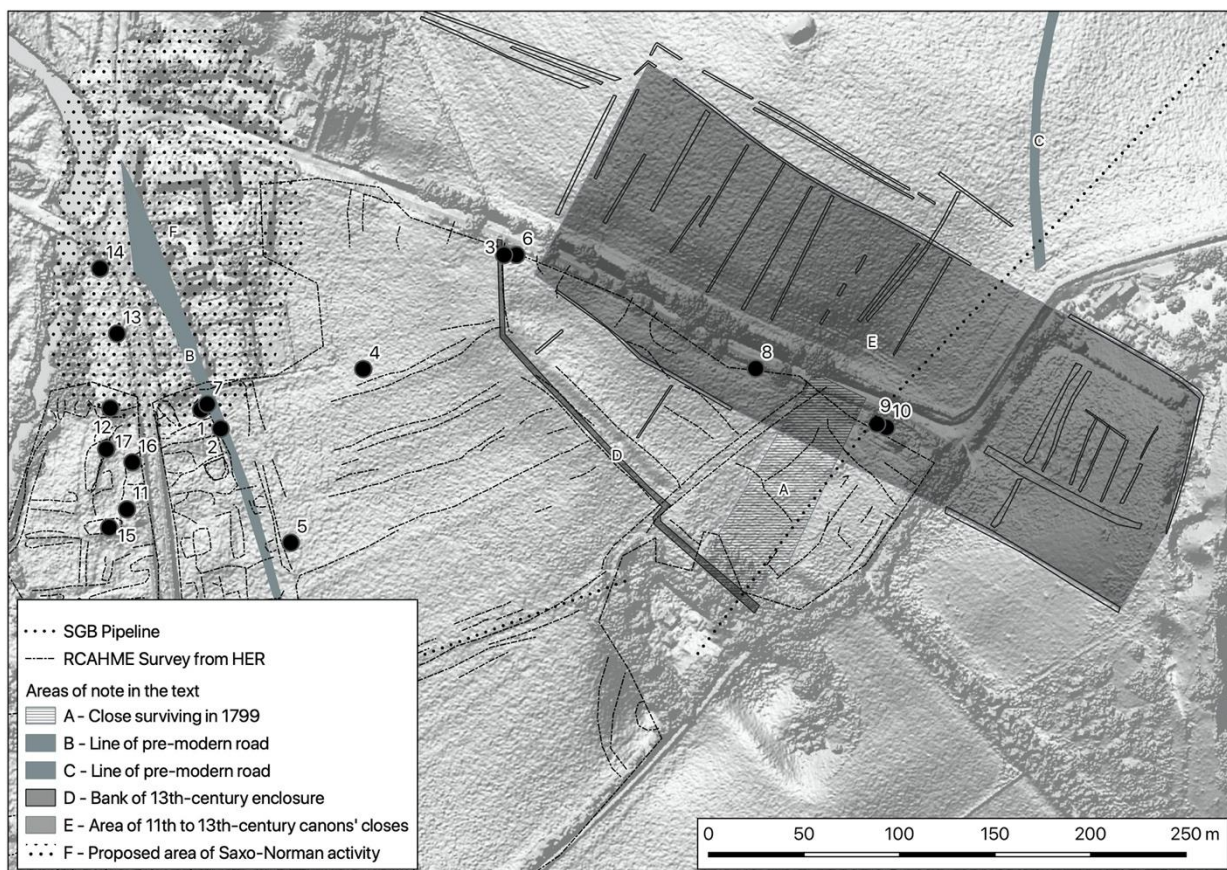 C
F
14
3
6
13
B
4
8
E
7
9
10
12
1
17
16
2
D
A
11
15
5
SGB Pipeline
RCAHME Survey from HER
Areas of note in the text
A - Close surviving in 1799
B - Line of pre-modern road
C - Line of pre-modern road
D - Bank of 13th-century enclosure
E - Area of 11th to 13th-century canons' closes
F - Proposed area of Saxo-Norman activity
0 50 100 150 200 250 m